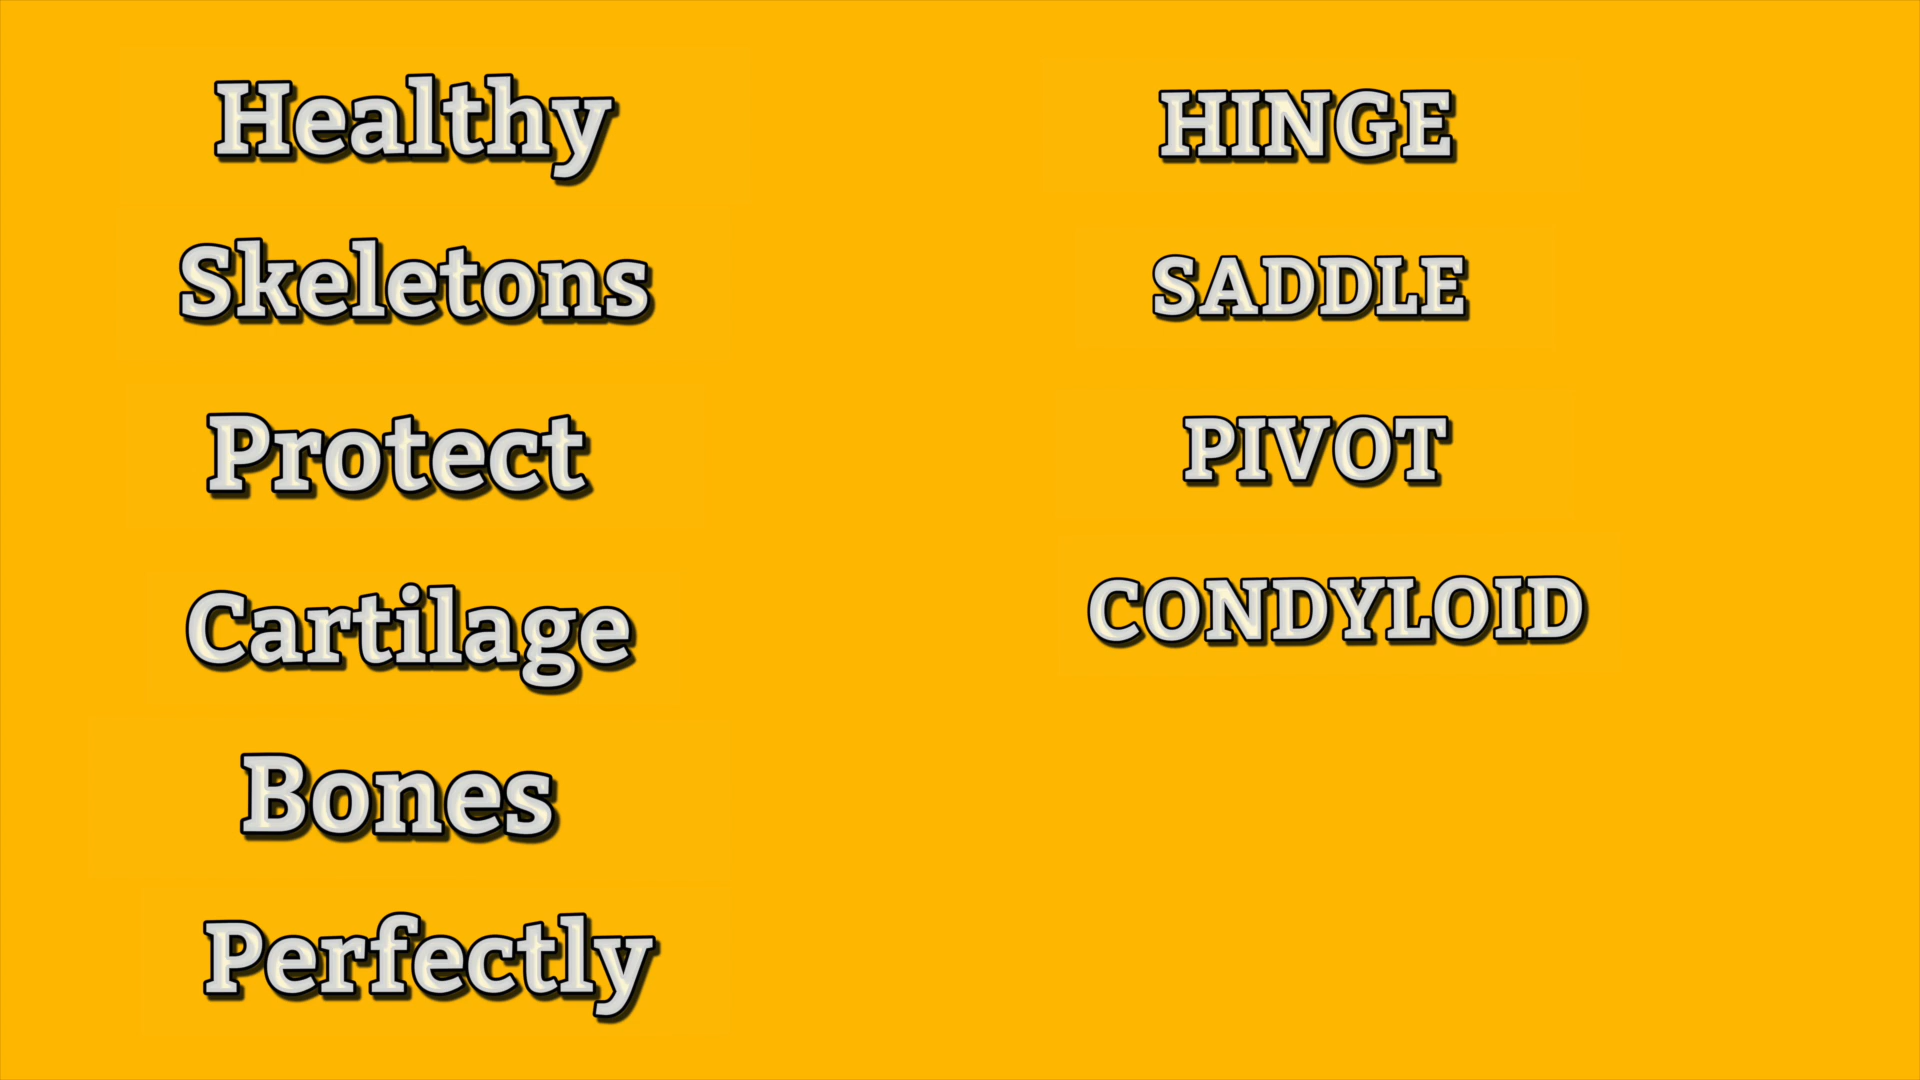 Healthy
Skeletons
Protect
Cartilage
Bones
Perfectly
HINGE
SADDLE
PIVOT
CONDYLOID